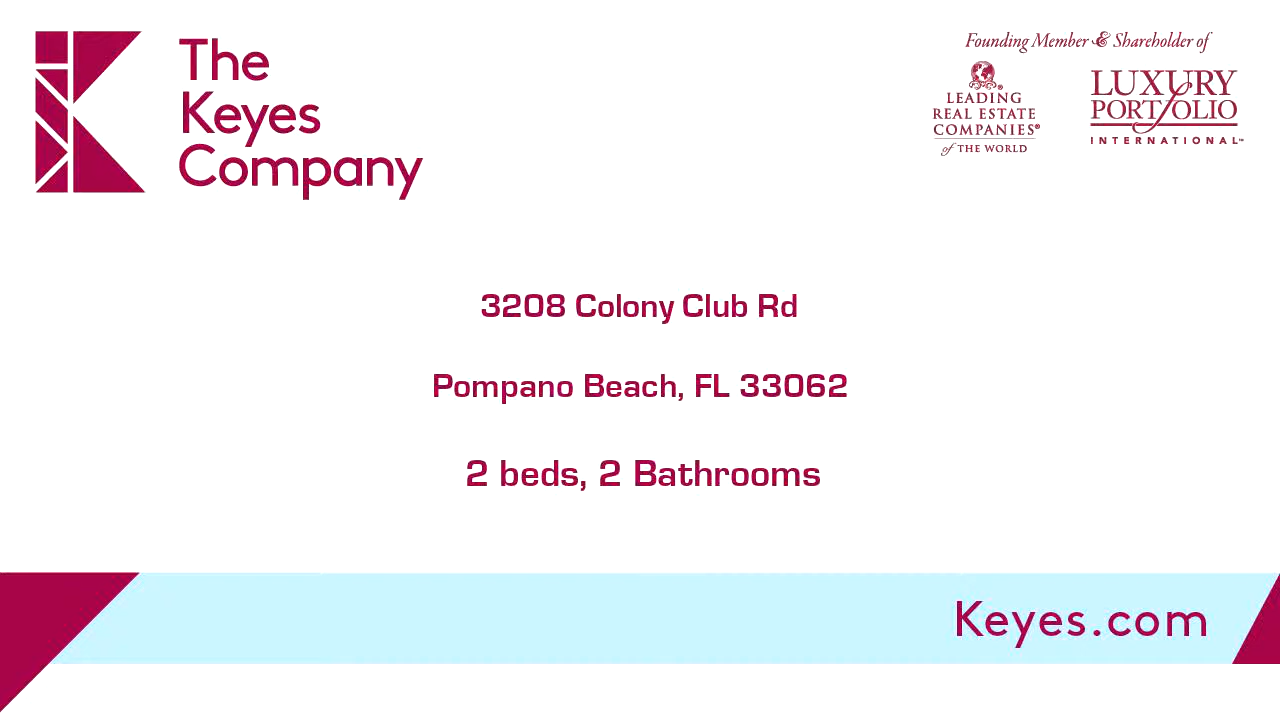 The
Keyes
Company
Founding Member & Shareholder of
LEADING
REAL ESTATE
COMPANIES®
of THE WORLD
LUXURY
PORTFOLIO
INTERNATIONAL™
3208 Colony Club Rd
Pompano Beach, FL 33062
2 beds, 2 Bathrooms
Keyes.com